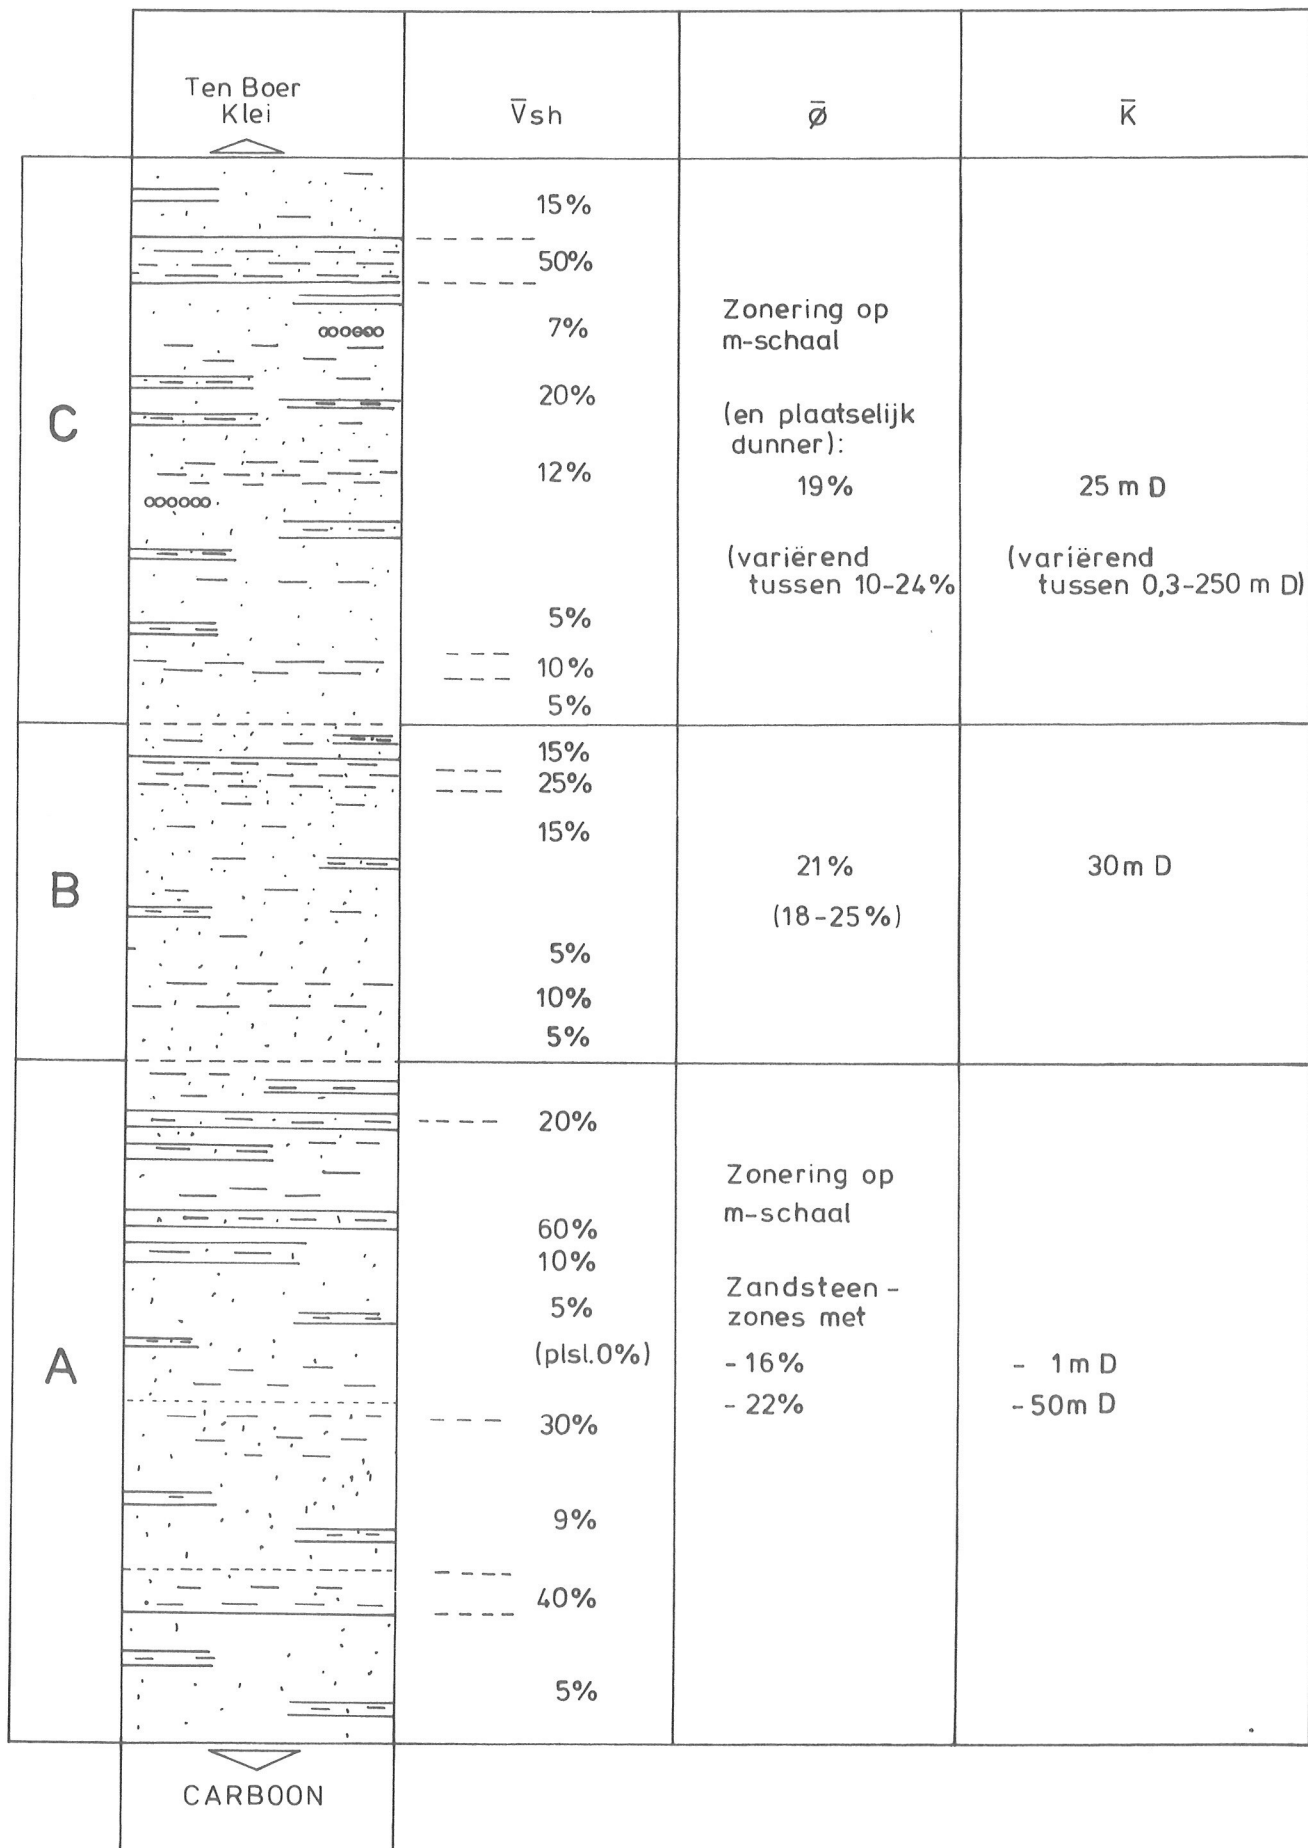 Ten Boer
Klei
V̅sh
ø̅
K̅
C
15%
50%
7%
20%
12%
5%
10%
5%
Zonering op
m-schaal
(en plaatselijk
dunner):
19%
(variërend
tussen 10-24%
25 m D
(variërend
tussen 0,3-250 m D)
B
15%
25%
15%
5%
10%
5%
21%
(18-25%)
30m D
A
20%
60%
10%
5%
(plsl.0%)
30%
9%
40%
5%
Zonering op
m-schaal
Zandsteen-
zones met
- 16%
- 22%
- 1m D
-50m D
CARBOON